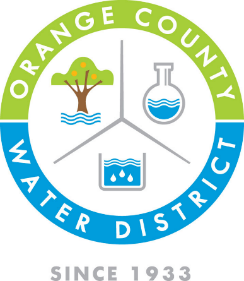 ORANGE COUNTY
WATER DISTRICT
SINCE 1933